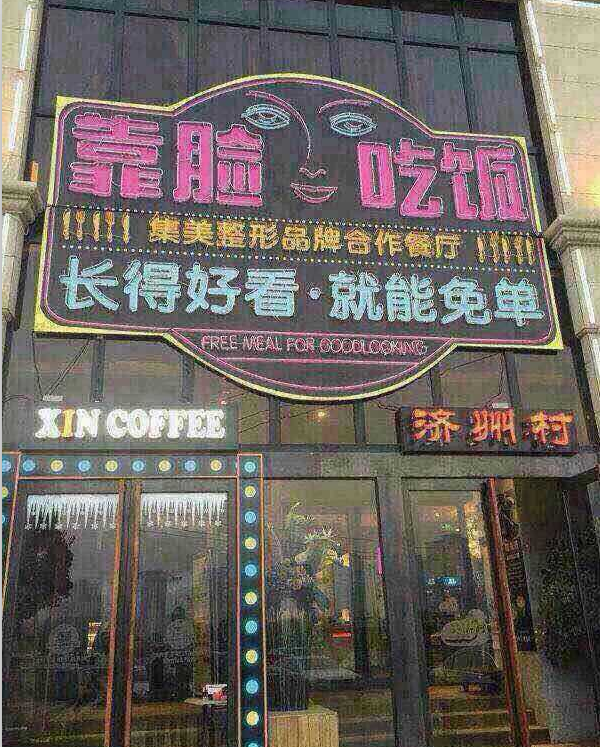 靠脸吃饭
集美整形品牌合作餐厅
长得好看·就能免单
FREE MEAL FOR GOODLOOKING
XIN COFFEE
济州村